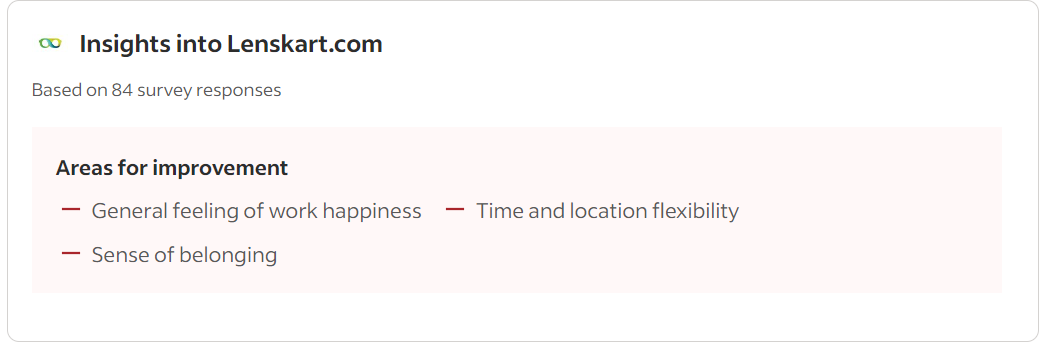 Insights into Lenskart.com
Based on 84 survey responses
Areas for improvement
General feeling of work happiness — Time and location flexibility
Sense of belonging